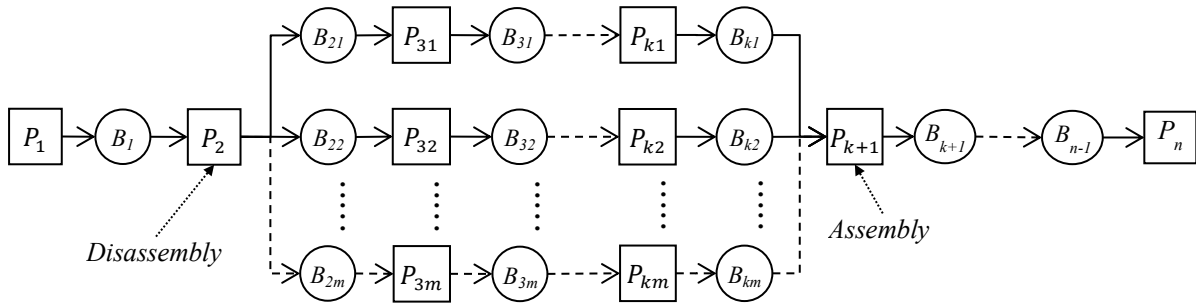 B₂₁ P₃₁ B₃₁ Pₖ₁ Bₖ₁
P₁ B₁ P₂ B₂₂ P₃₂ B₃₂ Pₖ₂ Bₖ₂ Pₖ₊₁ Bₖ₊₁ Bₙ₋₁ Pₙ
Disassembly Assembly
B₂ₘ P₃ₘ B₃ₘ Pₖₘ Bₖₘ